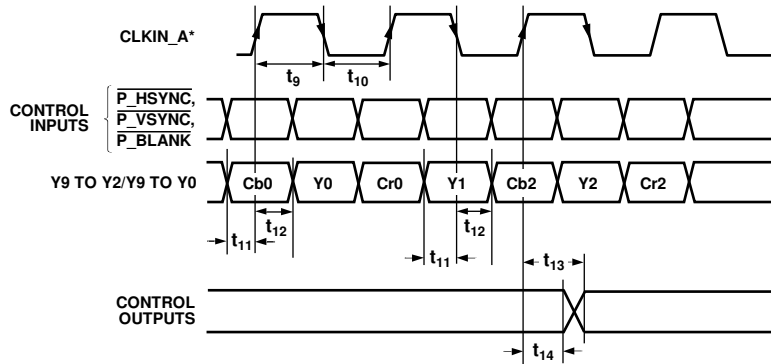 CLKIN_A*
t9 t10
CONTROL INPUTS
P_HSYNC,
P_VSYNC,
P_BLANK
Y9 TO Y2/Y9 TO Y0 Cb0 Y0 Cr0 Y1 Cb2 Y2 Cr2
t12 t12
t11 t11
t13
CONTROL OUTPUTS
t14